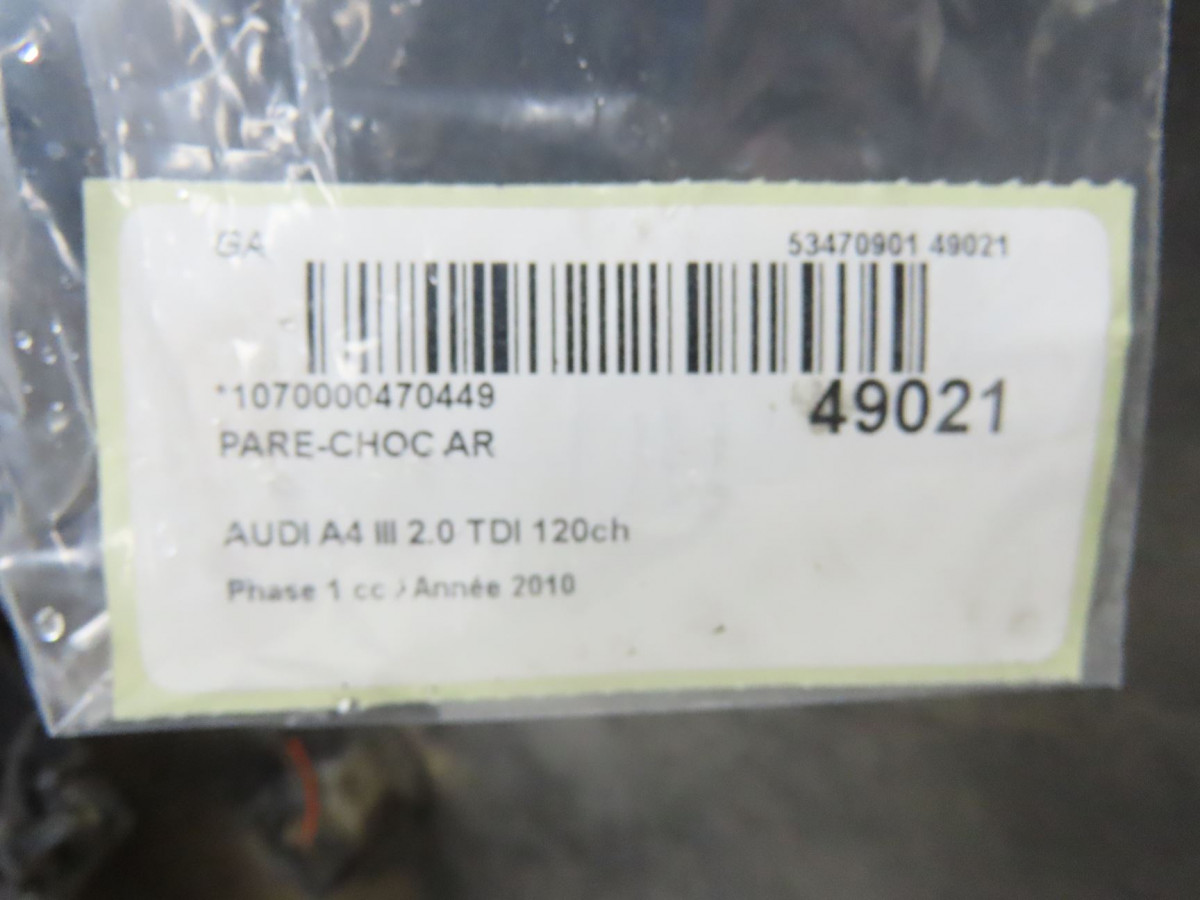 GA 53470901 49021
*1070000470449 49021
PARE-CHOC AR
AUDI A4 III 2.0 TDI 120ch
Phase 1 cc > Année 2010